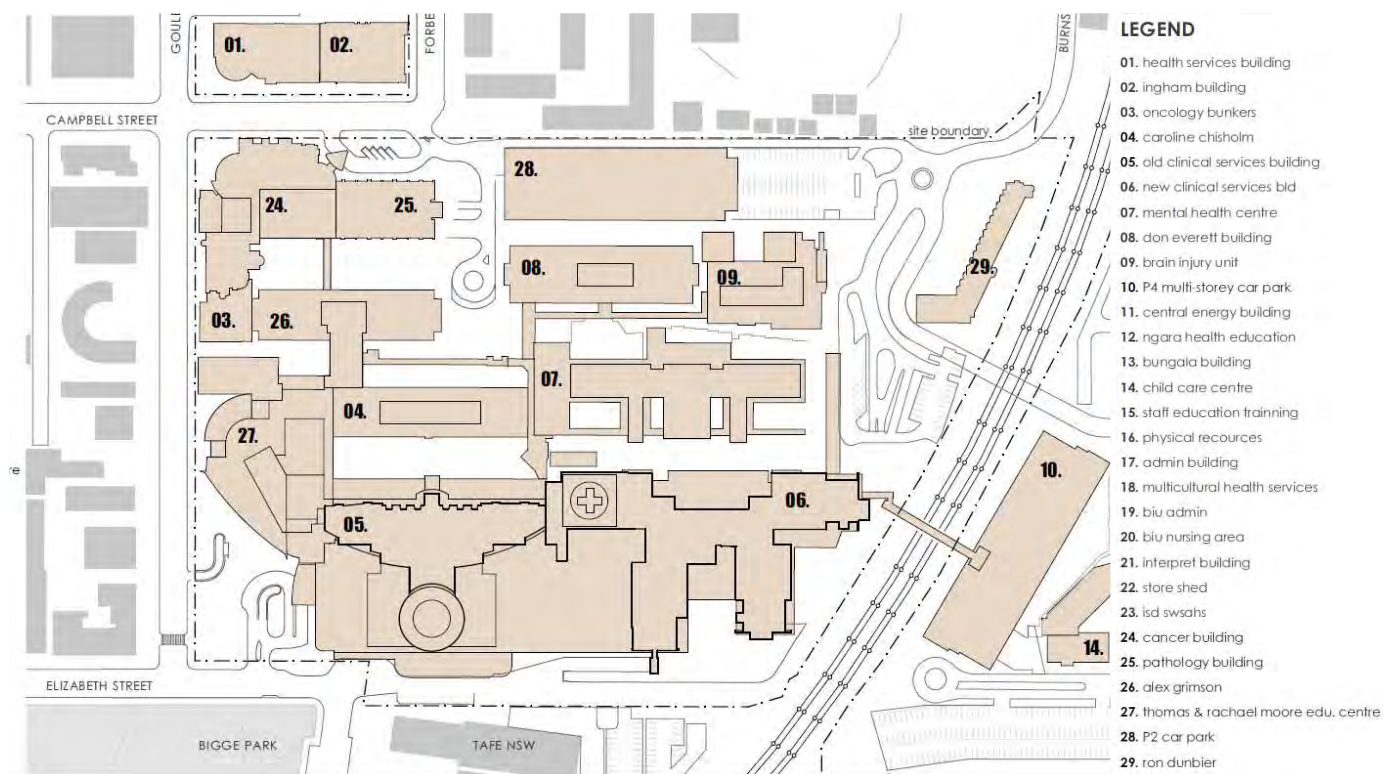 GOUL
FORBE
BURNS
01.
02.
CAMPBELL STREET
site boundary
28.
24.
25.
29.
08.
09.
03.
26.
07.
04.
27.
re
10.
06.
05.
14.
ELIZABETH STREET
BIGGE PARK
TAFE NSW
LEGEND
01. health services building
02. ingham building
03. oncology bunkers
04. caroline chisholm
05. old clinical services building
06. new clinical services bld
07. mental health centre
08. don everett building
09. brain injury unit
10. P4 multi-storey car park
11. central energy building
12. ngara health education
13. bungala building
14. child care centre
15. staff education trainning
16. physical recources
17. admin building
18. multicultural health services
19. biu admin
20. biu nursing area
21. interpret building
22. store shed
23. isd swsahs
24. cancer building
25. pathology building
26. alex grimson
27. thomas & rachael moore edu. centre
28. P2 car park
29. ron dunbier